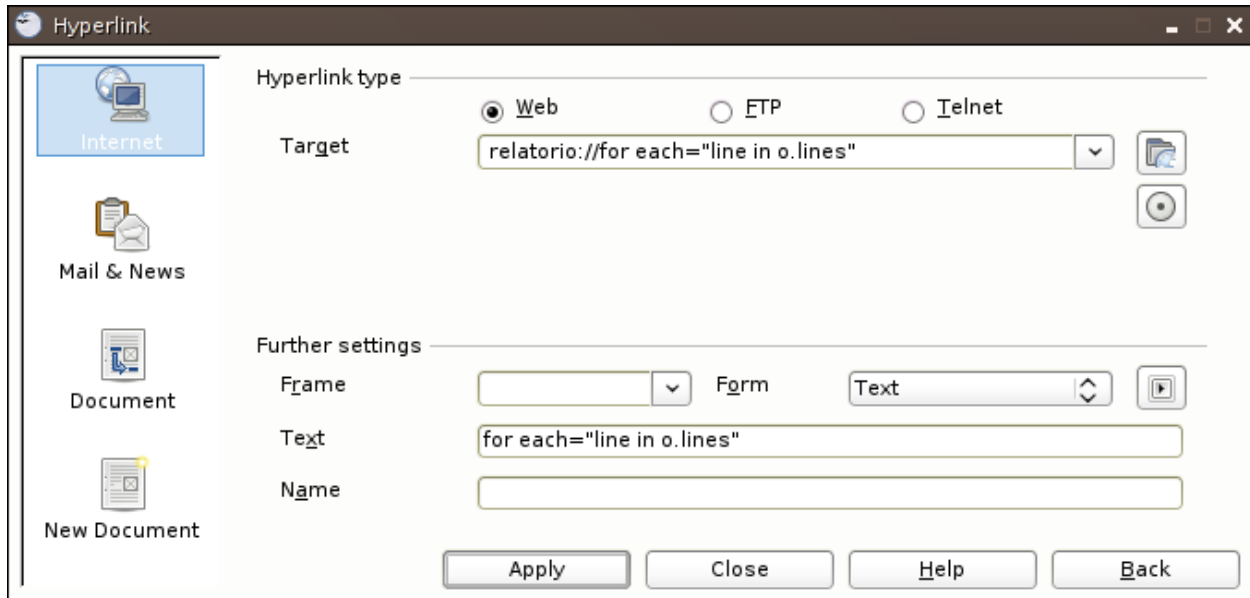 Hyperlink
Internet
Mail & News
Document
New Document
Hyperlink type
Web FTP Telnet
Target relatorio://for each="line in o.lines"
Further settings
Frame Form Text
Text for each="line in o.lines"
Name
Apply Close Help Back